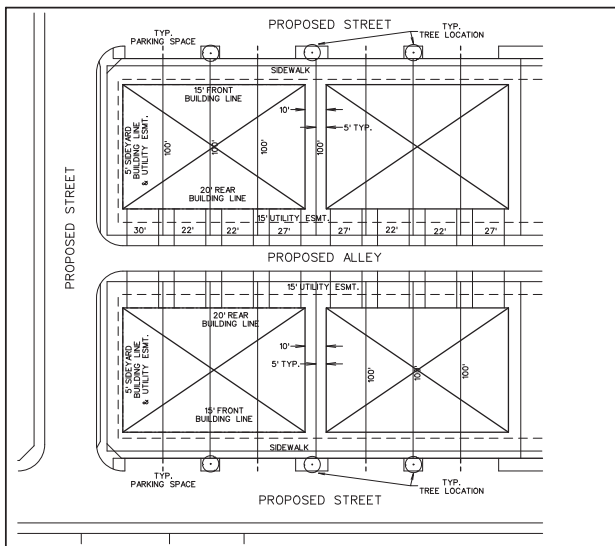 PROPOSED STREET
TYP.
PARKING SPACE
TYP.
TREE LOCATION
SIDEWALK
15' FRONT
BUILDING LINE
10'
5' TYP.
5' SIDEYARD
BUILDING LINE
& UTILITY ESMT.
100'
100'
100'
100'
20' REAR
BUILDING LINE
15' UTILITY ESMT.
30'
22'
22'
27'
27'
22'
22'
27'
PROPOSED STREET
PROPOSED ALLEY
15' UTILITY ESMT.
20' REAR
BUILDING LINE
10'
5' TYP.
5' SIDEYARD
BUILDING LINE
& UTILITY ESMT.
100'
100'
100'
15' FRONT
BUILDING LINE
SIDEWALK
TYP.
PARKING SPACE
TYP.
TREE LOCATION
PROPOSED STREET